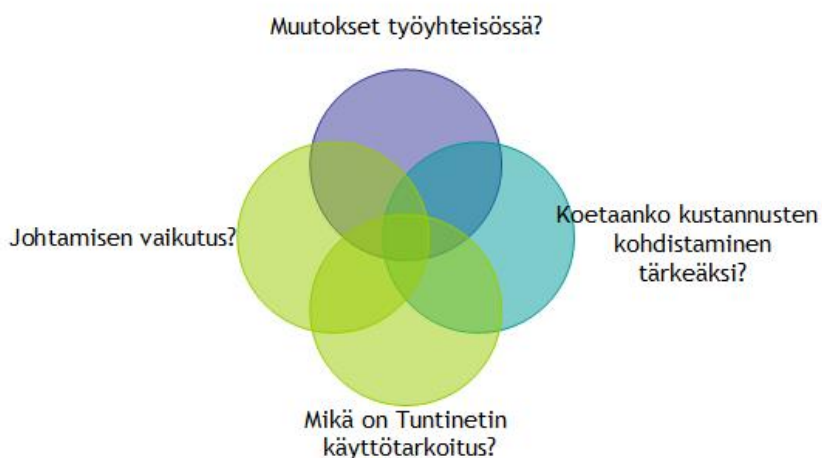 Muutokset työyhteisössä?
Johtamisen vaikutus?
Koetaanko kustannusten
kohdistaminen
tärkeäksi?
Mikä on Tuntinetin
käyttötarkoitus?